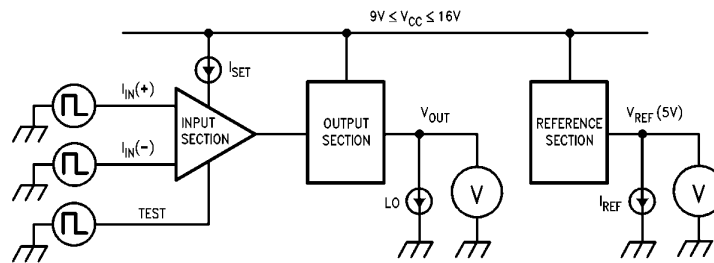 9V ≤ VCC ≤ 16V
ISET
IIN(+)
INPUT
SECTION
IIN(−)
TEST
OUTPUT
SECTION
VOUT
LO
V
REFERENCE
SECTION
VREF(5V)
IREF
V